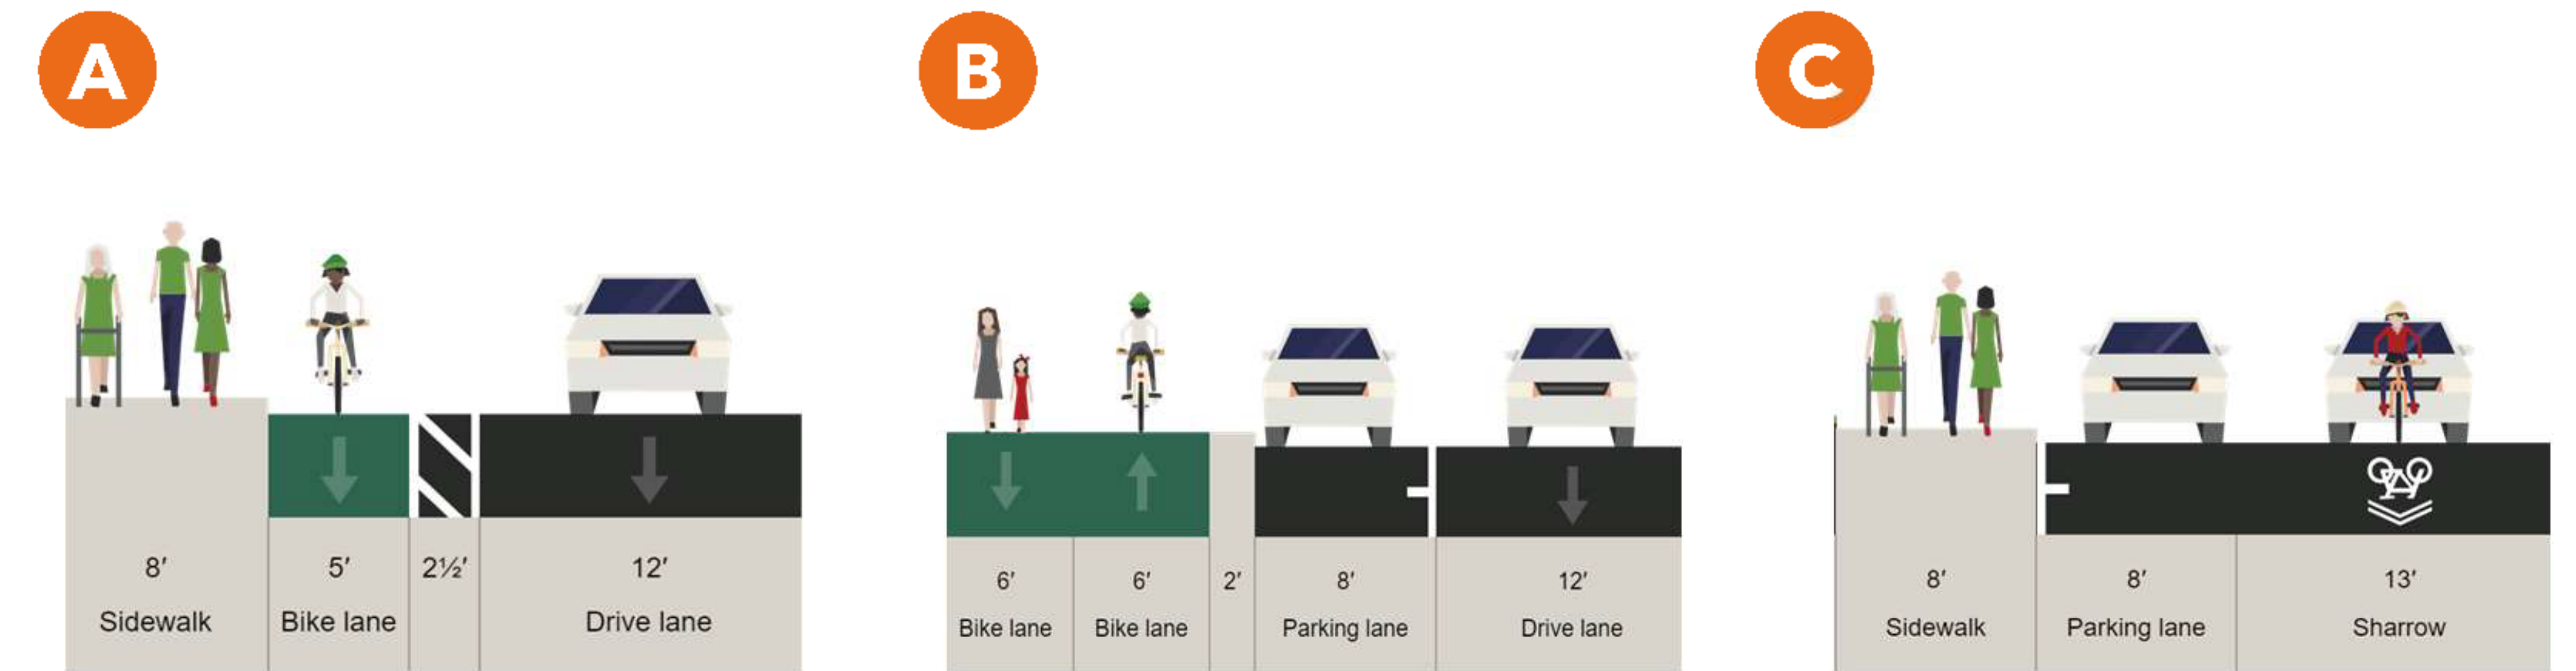 A
8′ 5′ 2½′ 12′
Sidewalk Bike lane Drive lane
B
6′ 6′ 2′ 8′ 12′
Bike lane Bike lane Parking lane Drive lane
C
8′ 8′ 13′
Sidewalk Parking lane Sharrow